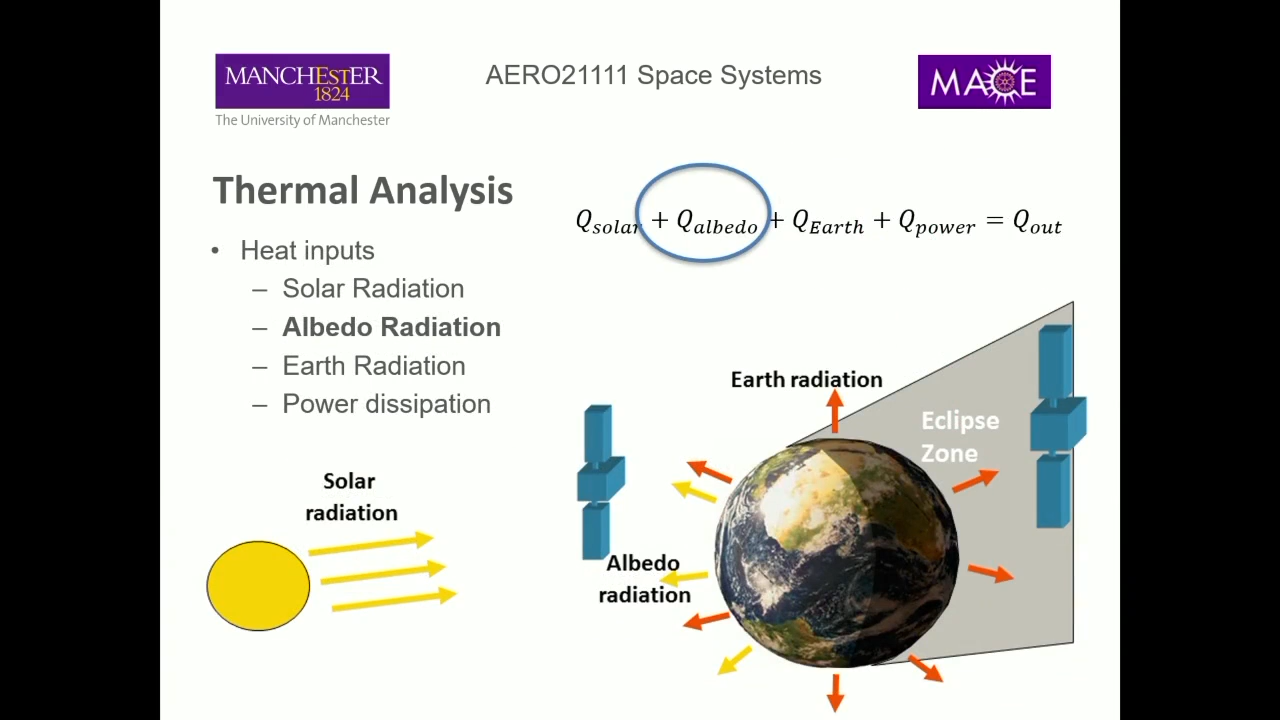 MANCHESTER
1824
The University of Manchester
AERO21111 Space Systems
MACE
Thermal Analysis
Q_solar + Q_albedo + Q_Earth + Q_power = Q_out
• Heat inputs
– Solar Radiation
– Albedo Radiation
– Earth Radiation
– Power dissipation
Earth radiation
Eclipse
Zone
Solar
radiation
Albedo
radiation